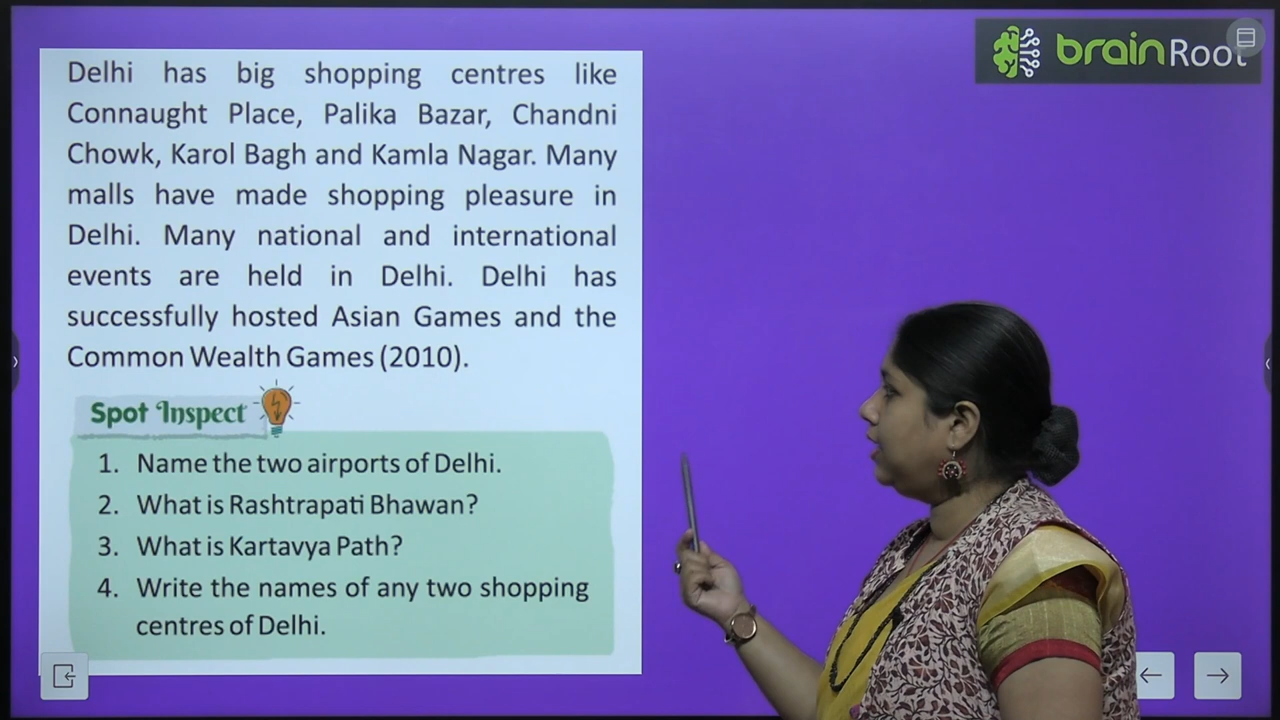 brainRoot
Delhi has big shopping centres like
Connaught Place, Palika Bazar, Chandni
Chowk, Karol Bagh and Kamla Nagar. Many
malls have made shopping pleasure in
Delhi. Many national and international
events are held in Delhi. Delhi has
successfully hosted Asian Games and the
Common Wealth Games (2010).
Spot Inspect
1. Name the two airports of Delhi.
2. What is Rashtrapati Bhawan?
3. What is Kartavya Path?
4. Write the names of any two shopping
centres of Delhi.